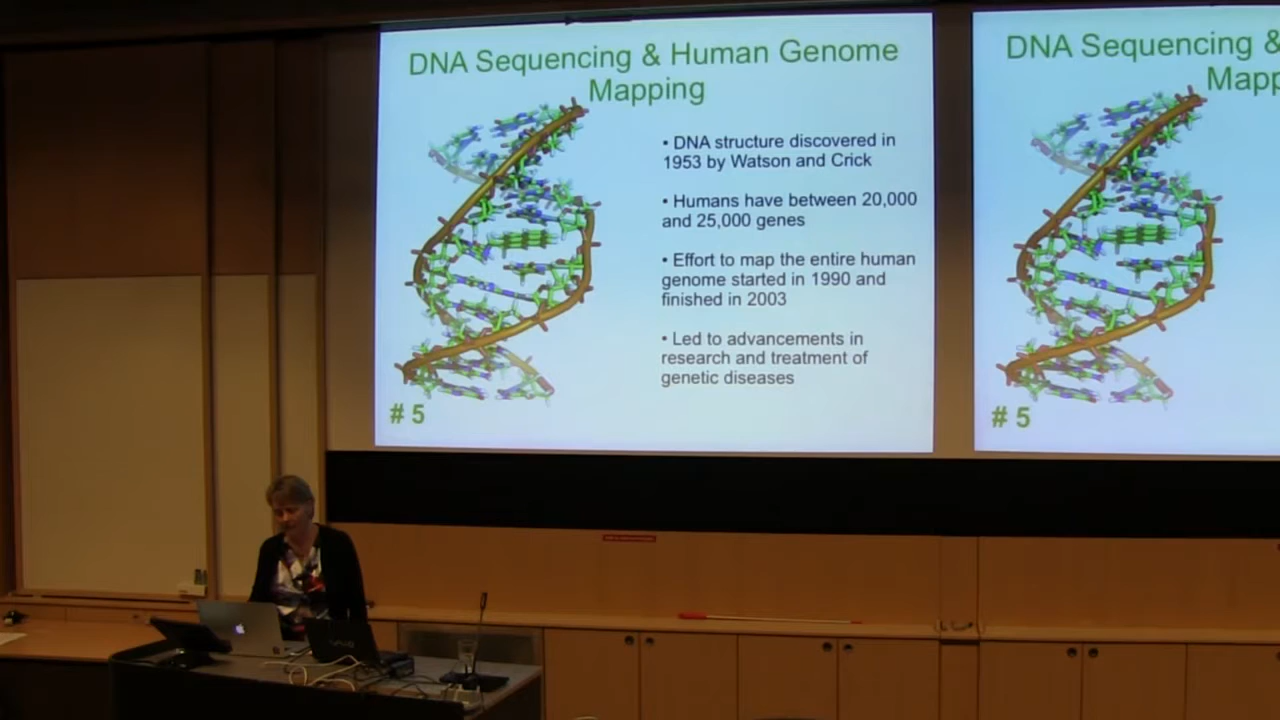 DNA Sequencing & Human Genome
Mapping
• DNA structure discovered in
1953 by Watson and Crick
• Humans have between 20,000
and 25,000 genes
• Effort to map the entire human
genome started in 1990 and
finished in 2003
• Led to advancements in
research and treatment of
genetic diseases
# 5
DNA Sequencing &
Mapp
# 5